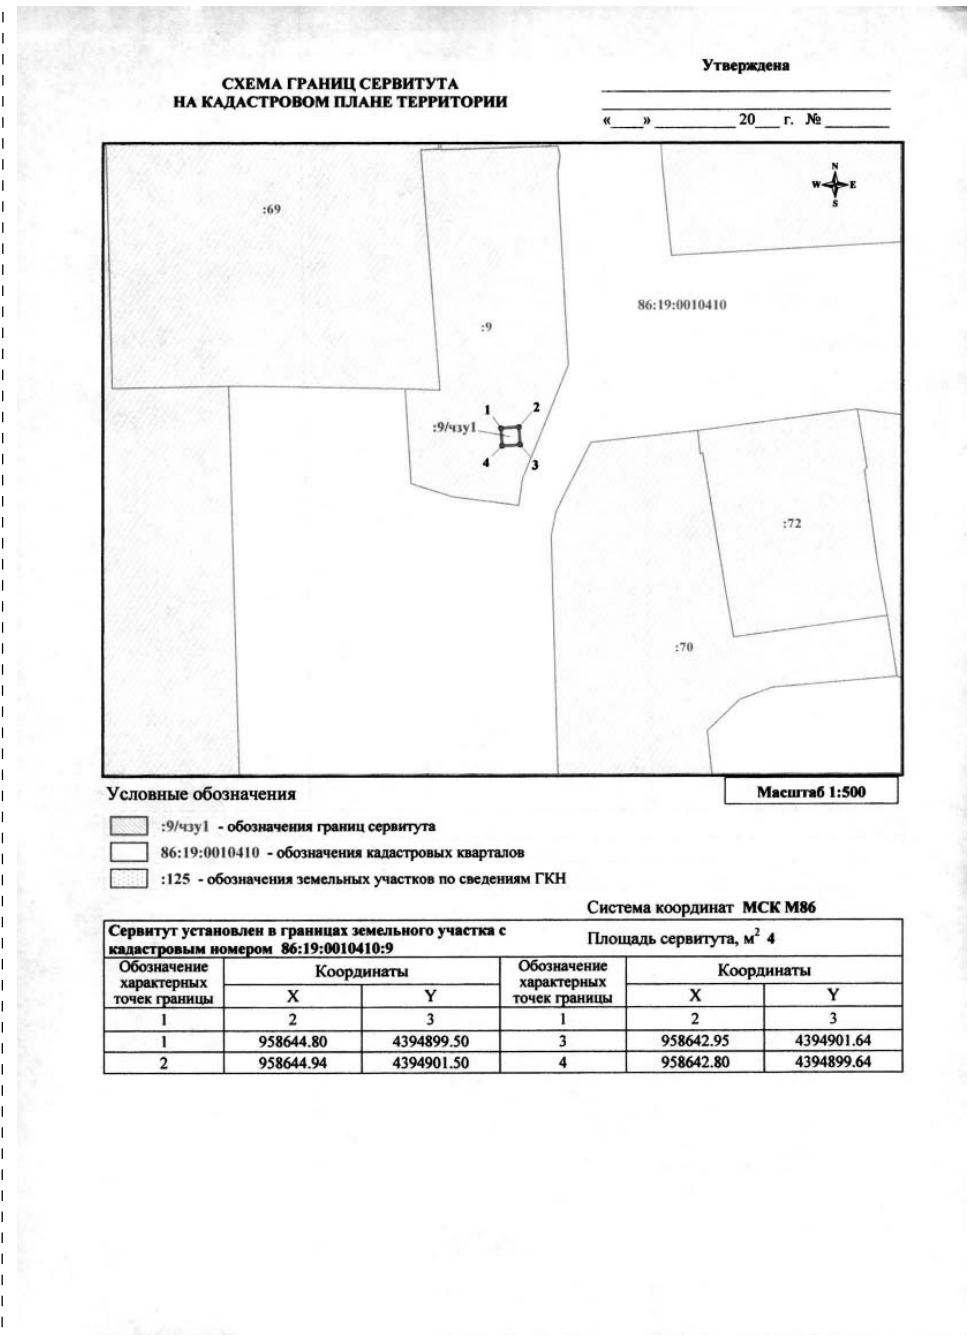 Утверждена
СХЕМА ГРАНИЦ СЕРВИТУТА
НА КАДАСТРОВОМ ПЛАНЕ ТЕРРИТОРИИ
«____» ___________ 20___ г. № _________
N
W E
S
:69
86:19:0010410
:9
1 2
:9/чзу1
4 3
:72
:70
Условные обозначения
Масштаб 1:500
:9/чзу1 - обозначения границ сервитута
86:19:0010410 - обозначения кадастровых кварталов
:125 - обозначения земельных участков по сведениям ГКН
Система координат МСК М86
Сервитут установлен в границах земельного участка с
кадастровым номером 86:19:0010410:9
Площадь сервитута, м² 4
Обозначение характерных точек границы Координаты Обозначение характерных точек границы Координаты
X Y X Y
1 2 3 1 2 3
1 958644.80 4394899.50 3 958642.95 4394901.64
2 958644.94 4394901.50 4 958642.80 4394899.64